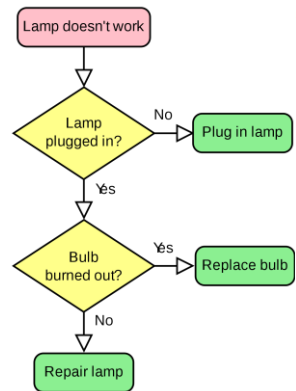 Lamp doesn't work
Lamp
plugged in?
No
Plug in lamp
Yes
Bulb
burned out?
Yes
Replace bulb
No
Repair lamp